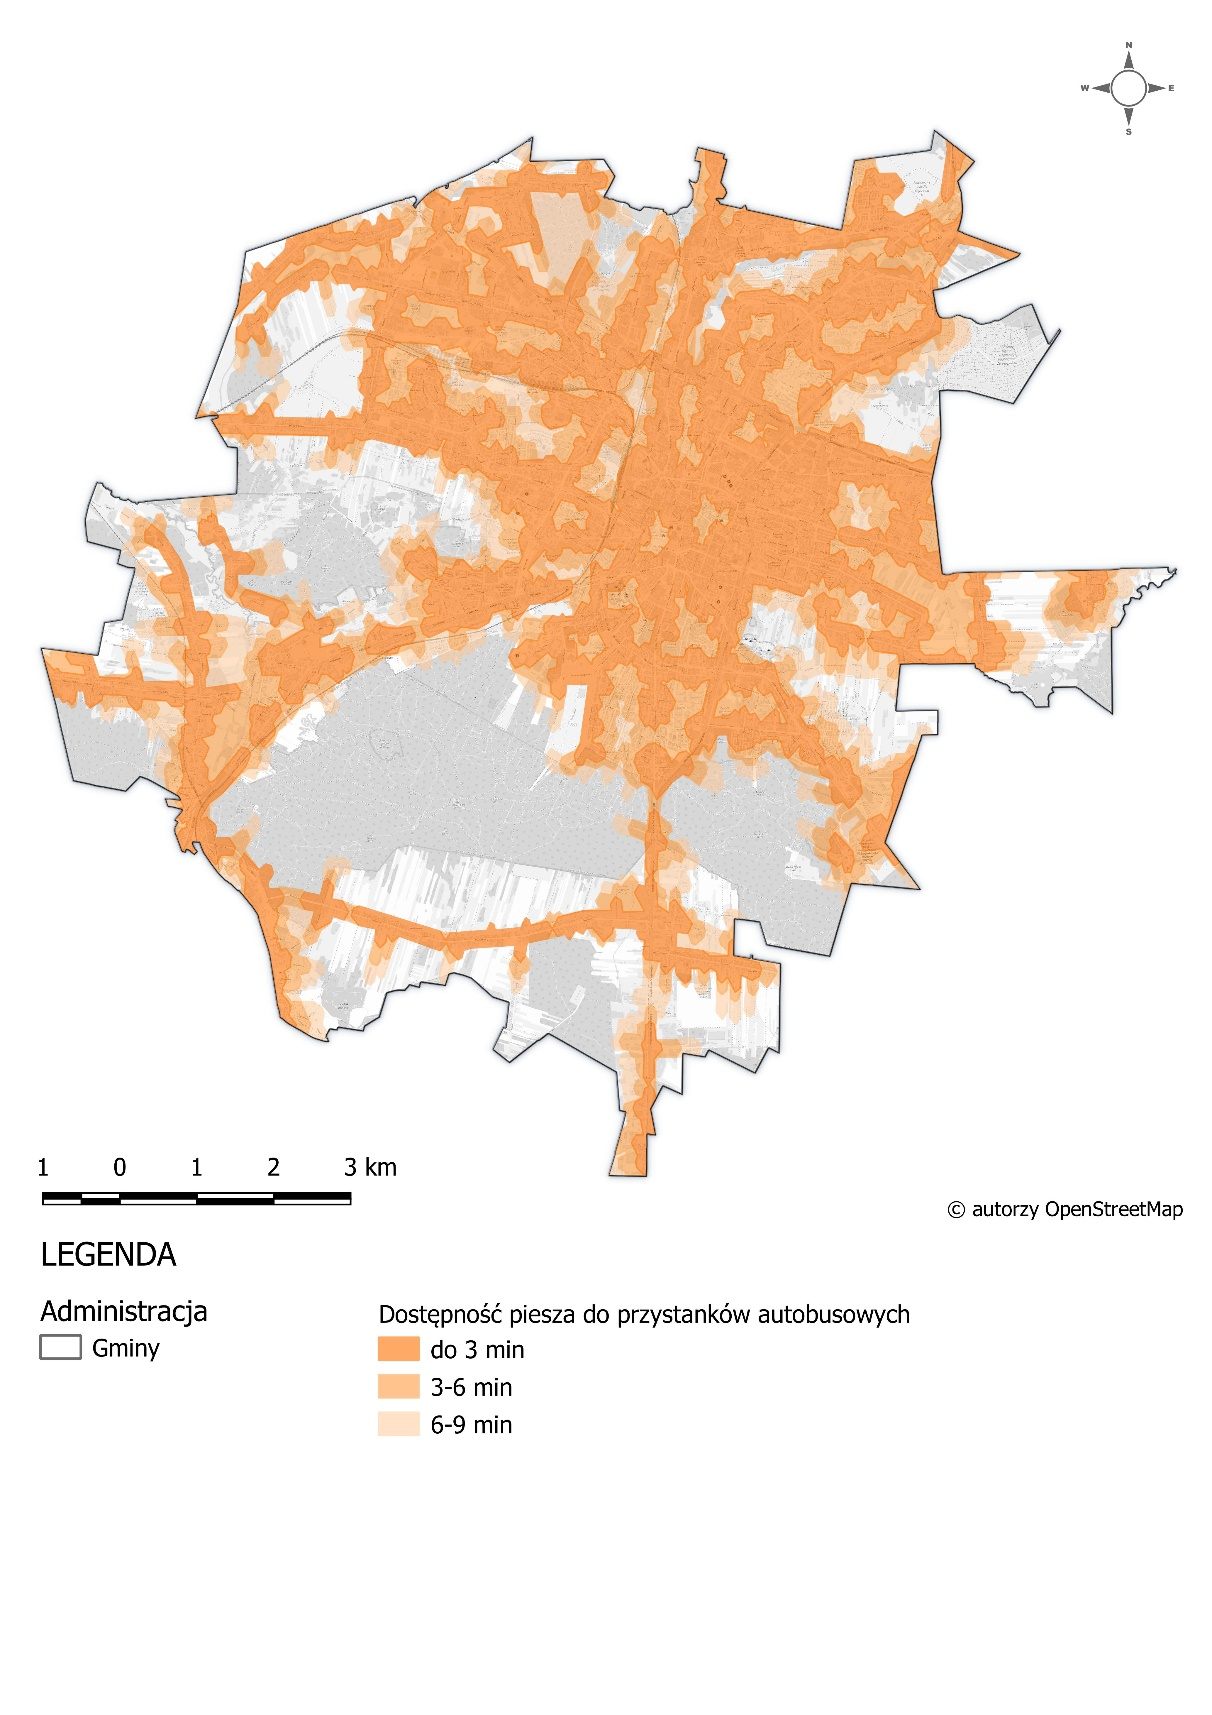 N
W E
S
1 0 1 2 3 km
© autorzy OpenStreetMap
LEGENDA
Administracja
Gminy
Dostępność piesza do przystanków autobusowych
do 3 min
3-6 min
6-9 min